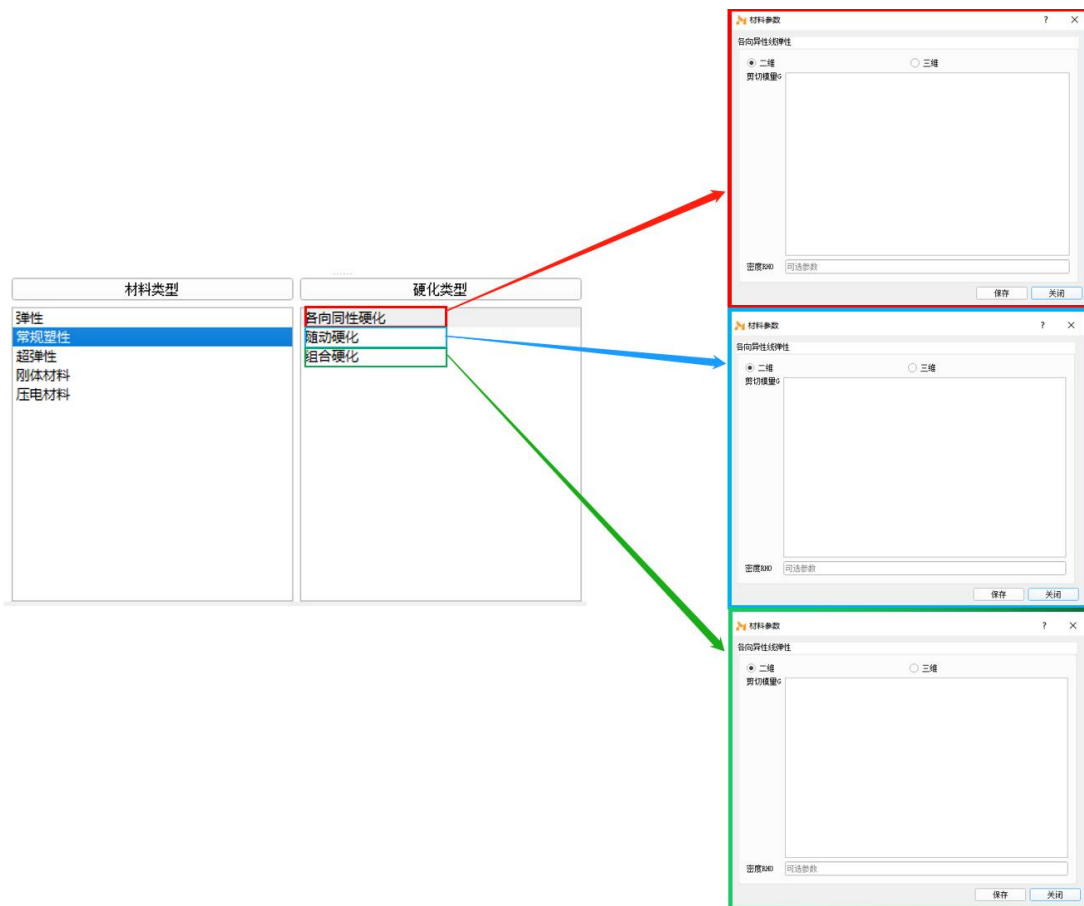 材料类型
硬化类型
弹性
常规塑性
超弹性
刚体材料
压电材料
各向同性硬化
随动硬化
组合硬化
材料参数
各向异性线弹性
二维 三维
剪切模量G
密度RHO 可选参数
保存 关闭
材料参数
各向异性线弹性
二维 三维
剪切模量G
密度RHO 可选参数
保存 关闭
材料参数
各向异性线弹性
二维 三维
剪切模量G
密度RHO 可选参数
保存 关闭